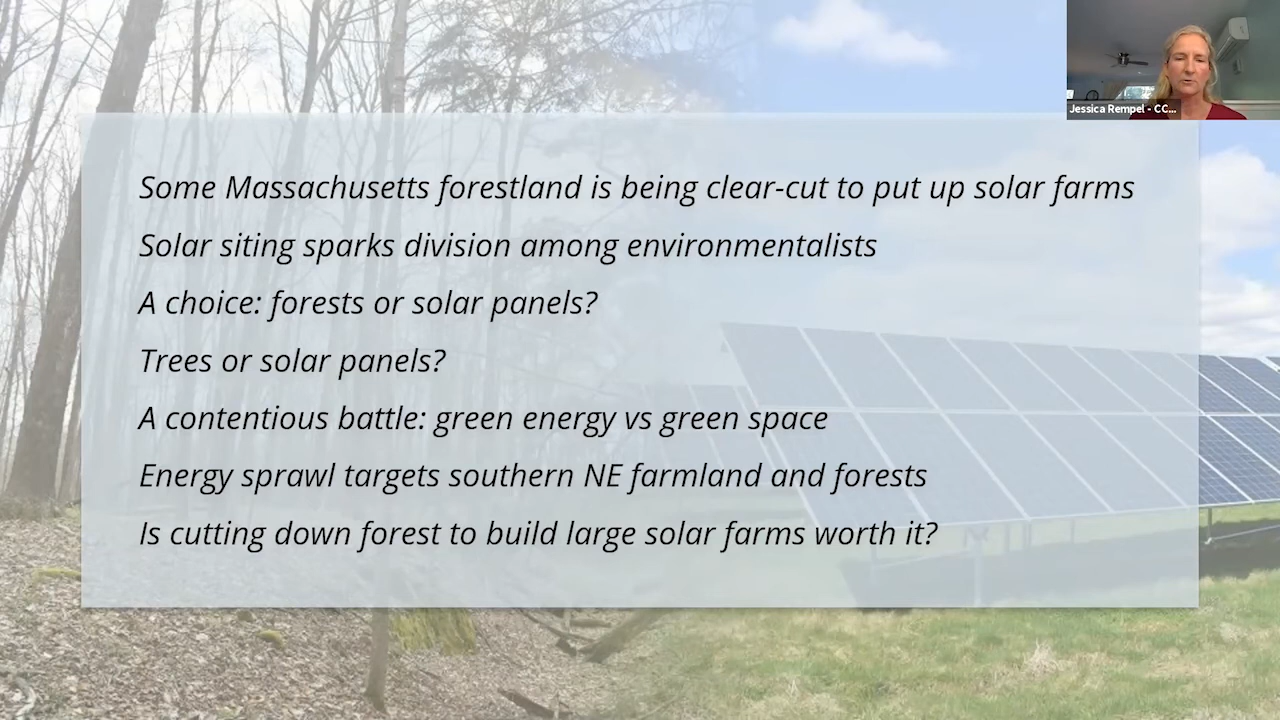 Jessica Rempel - CC...
Some Massachusetts forestland is being clear-cut to put up solar farms
Solar siting sparks division among environmentalists
A choice: forests or solar panels?
Trees or solar panels?
A contentious battle: green energy vs green space
Energy sprawl targets southern NE farmland and forests
Is cutting down forest to build large solar farms worth it?